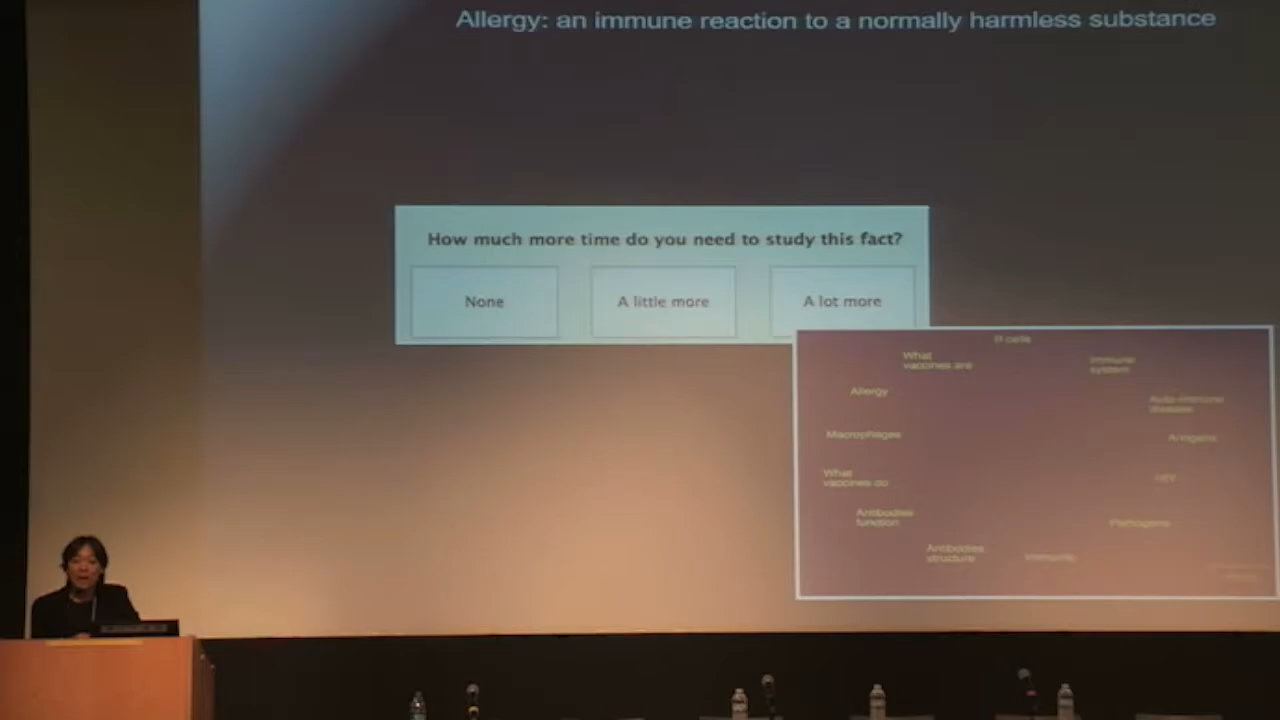 Allergy: an immune reaction to a normally harmless substance
How much more time do you need to study this fact?
None
A little more
A lot more
B cells
What
vaccines are
Immune
system
Allergy
Auto-immune
disease
Macrophages
Antigens
What
vaccines do
HIV
Antibodies
function
Pathogens
Antibodies
structure
Immunity